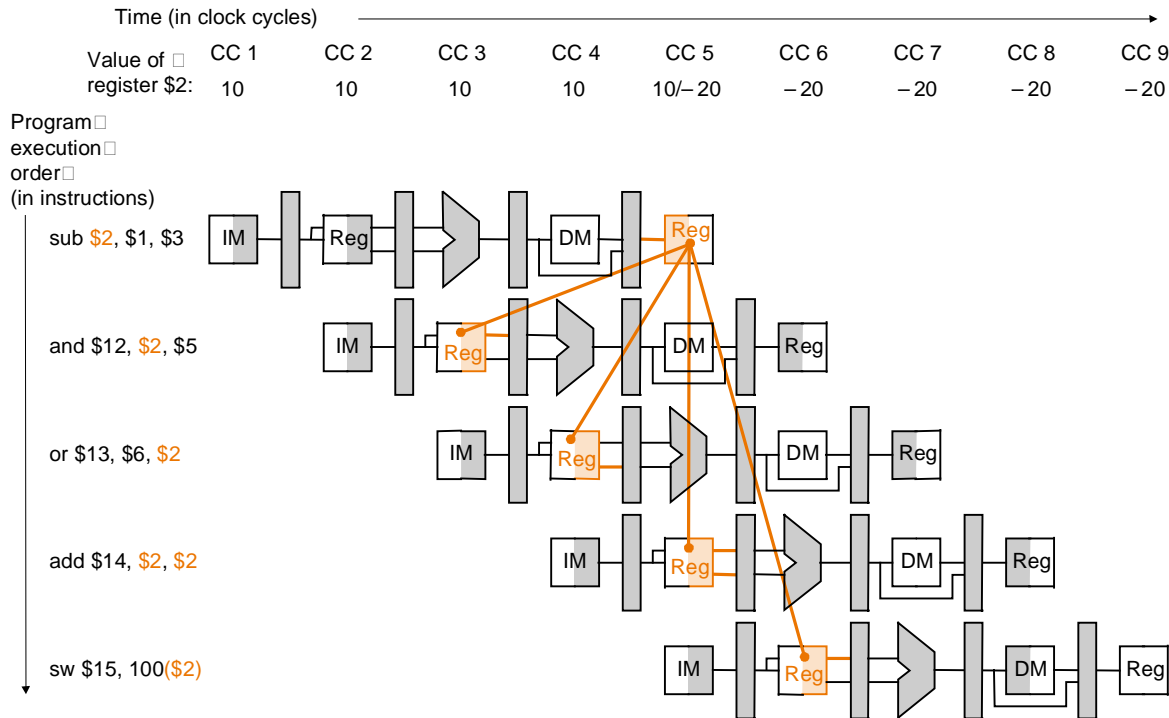 Time (in clock cycles)
CC 1 CC 2 CC 3 CC 4 CC 5 CC 6 CC 7 CC 8 CC 9
Value of □
register $2:
10 10 10 10 10/– 20 – 20 – 20 – 20 – 20
Program□
execution□
order□
(in instructions)
sub $2, $1, $3
IM Reg DM Reg
and $12, $2, $5
IM Reg DM Reg
or $13, $6, $2
IM Reg DM Reg
add $14, $2, $2
IM Reg DM Reg
sw $15, 100($2)
IM Reg DM Reg